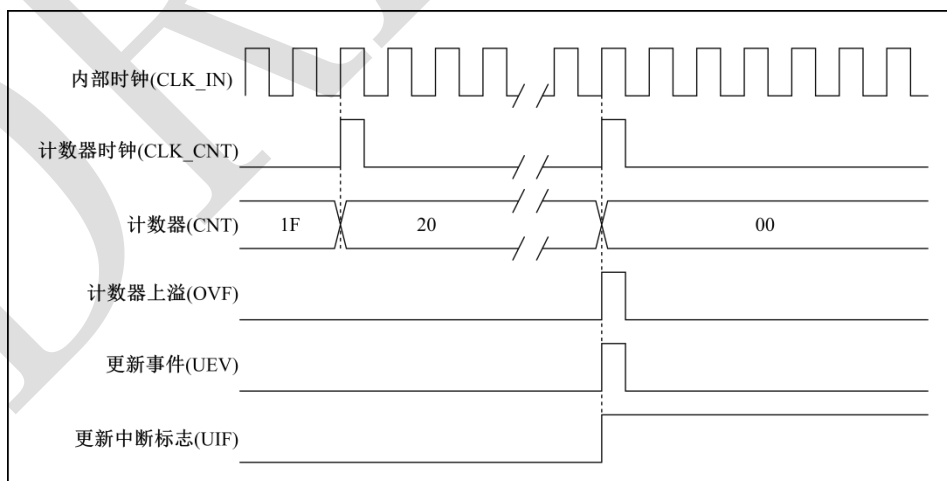 内部时钟(CLK_IN)
计数器时钟(CLK_CNT)
计数器(CNT) 1F 20 00
计数器上溢(OVF)
更新事件(UEV)
更新中断标志(UIF)